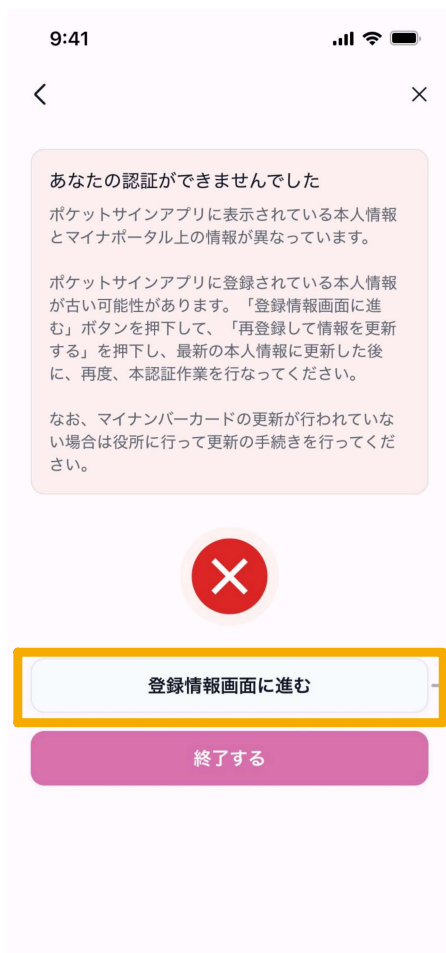 9:41
あなたの認証ができませんでした
ポケットサインアプリに表示されている本人情報
とマイナポータル上の情報が異なっています。
ポケットサインアプリに登録されている本人情報
が古い可能性があります。「登録情報画面に進
む」ボタンを押下して、「再登録して情報を更新
する」を押下し、最新の本人情報に更新した後
に、再度、本認証作業を行なってください。
なお、マイナンバーカードの更新が行われていな
い場合は役所に行って更新の手続きを行ってくだ
さい。
登録情報画面に進む
終了する